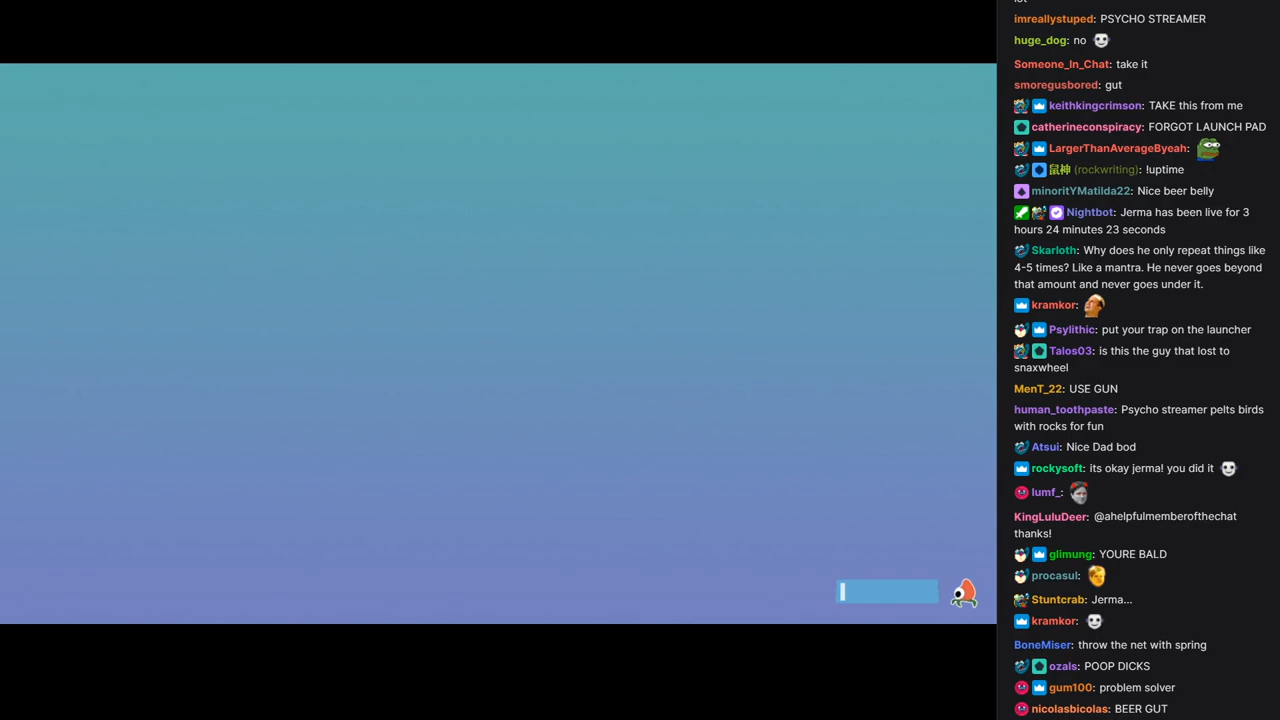 imreallystuped: PSYCHO STREAMER
huge_dog: no
Someone_In_Chat: take it
smoregusbored: gut
keithkingcrimson: TAKE this from me
catherineconspiracy: FORGOT LAUNCH PAD
LargerThanAverageByeah:
鼠神 (rockwriting): !uptime
minoritYMatilda22: Nice beer belly
Nightbot: Jerma has been live for 3
hours 24 minutes 23 seconds
Skarloth: Why does he only repeat things like
4-5 times? Like a mantra. He never goes beyond
that amount and never goes under it.
kramkor:
Psylithic: put your trap on the launcher
Talos03: is this the guy that lost to
snaxwheel
MenT_22: USE GUN
human_toothpaste: Psycho streamer pelts birds
with rocks for fun
Atsui: Nice Dad bod
rockysoft: its okay jerma! you did it
lumf_:
KingLuluDeer: @ahelpfulmemberofthechat
thanks!
glimung: YOURE BALD
procasul:
Stuntcrab: Jerma...
kramkor:
BoneMiser: throw the net with spring
ozals: POOP DICKS
gum100: problem solver
nicolasbicolas: BEER GUT